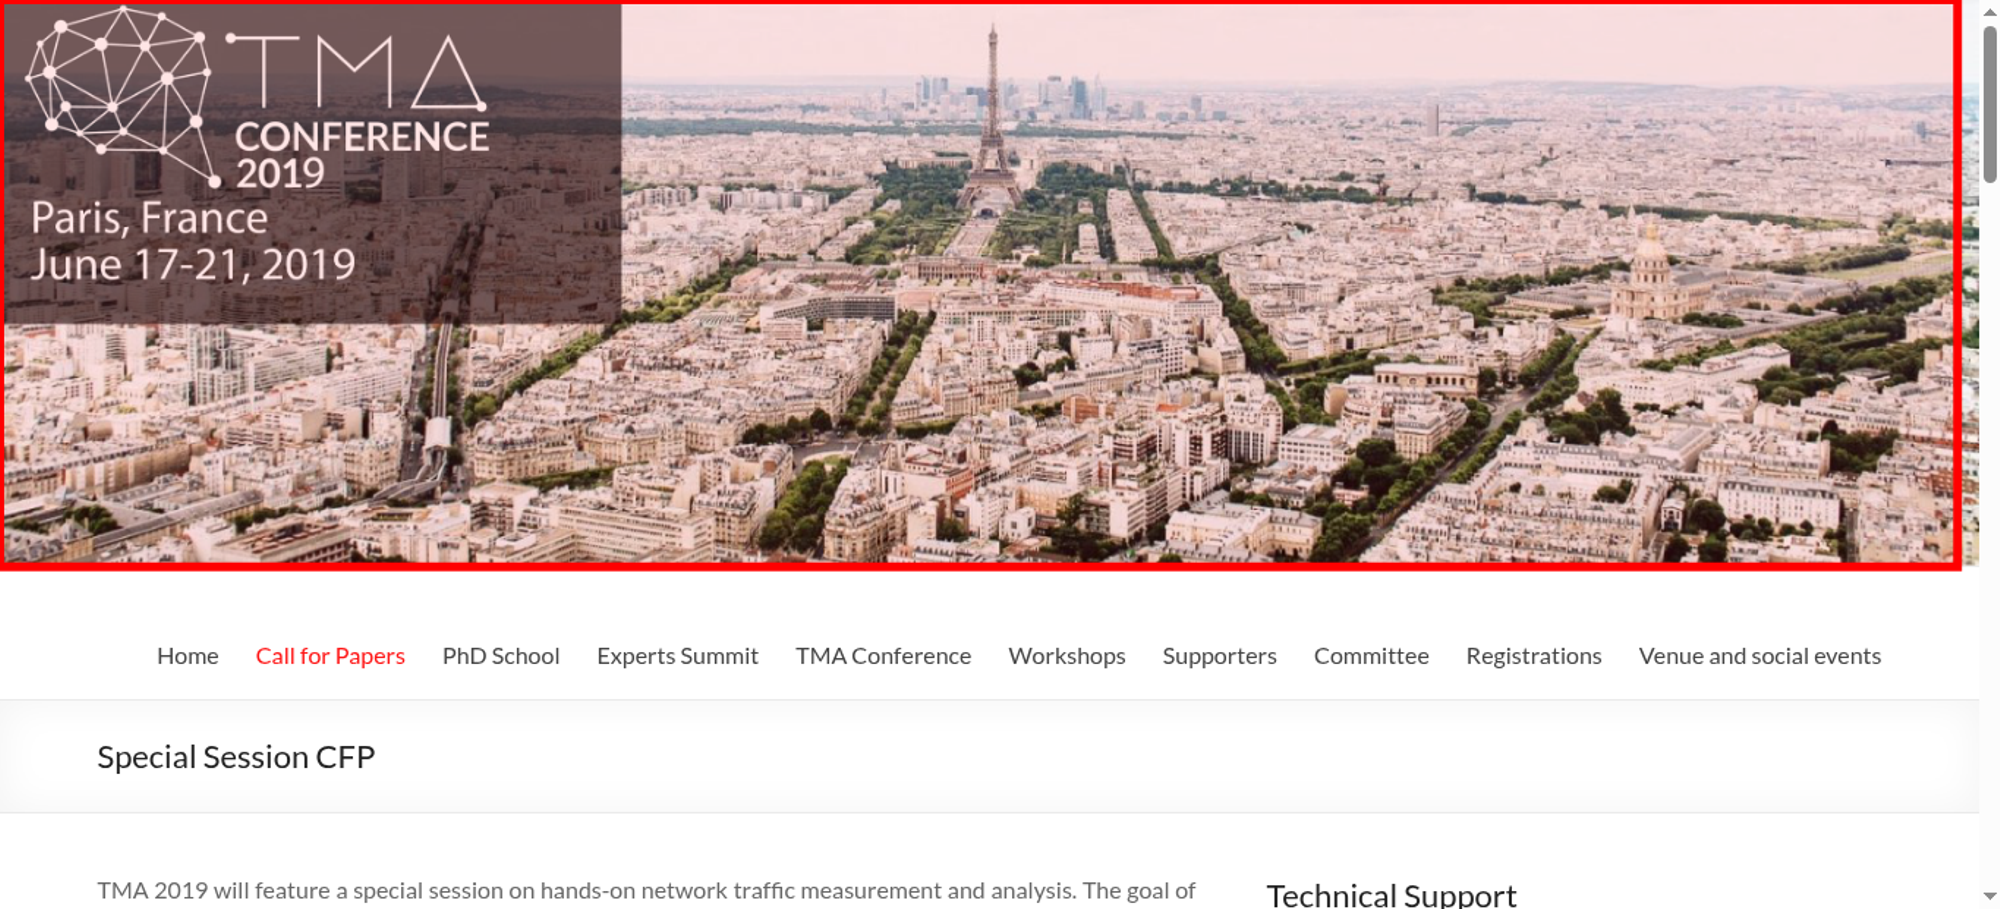 TMA
CONFERENCE
2019
Paris, France
June 17-21, 2019
Home Call for Papers PhD School Experts Summit TMA Conference Workshops Supporters Committee Registrations Venue and social events
Special Session CFP
TMA 2019 will feature a special session on hands-on network traffic measurement and analysis. The goal of
Technical Support